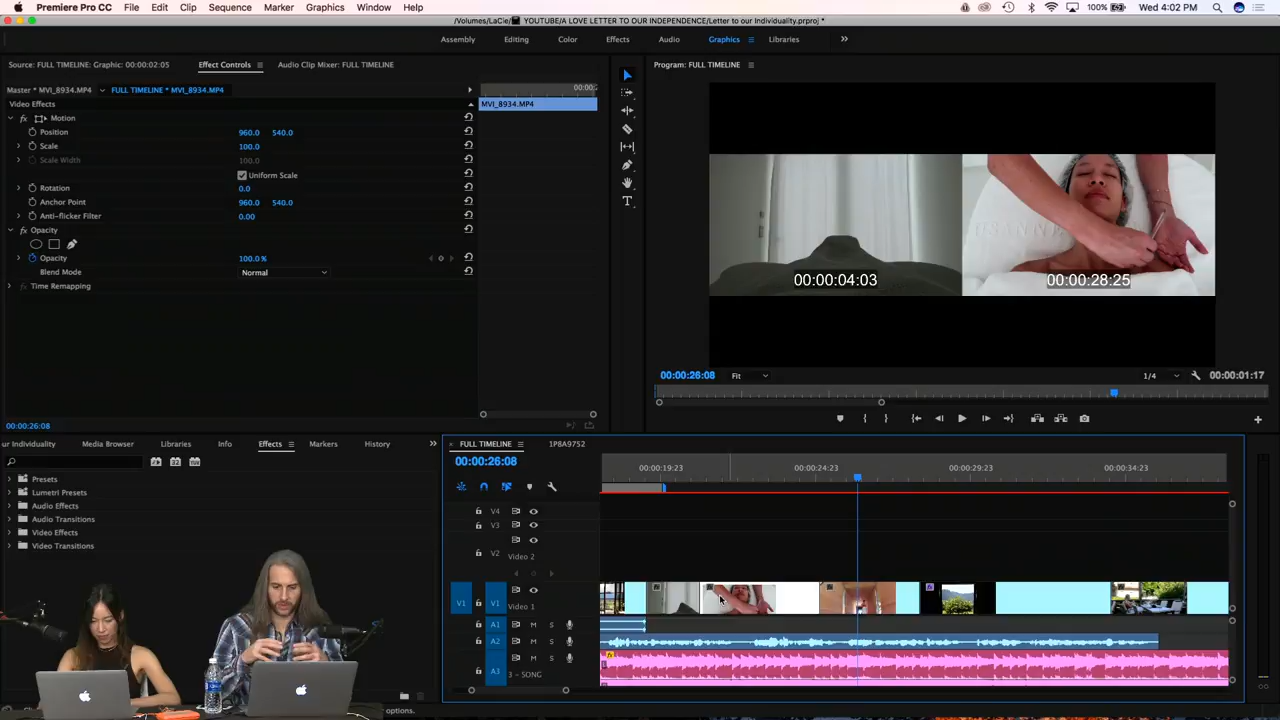 Premiere Pro CC File Edit Clip Sequence Marker Graphics Window Help
100% Wed 4:02 PM
/Volumes/LaCie/ YOUTUBE/A LOVE LETTER TO OUR INDEPENDENCE/Letter to our Individuality.prproj *
Assembly Editing Color Effects Audio Graphics Libraries
Source: FULL TIMELINE: Graphic: 00:00:02:05 Effect Controls Audio Clip Mixer: FULL TIMELINE
Master * MVI_8934.MP4 FULL TIMELINE * MVI_8934.MP4
00:00:
Video Effects
MVI_8934.MP4
fx Motion
Position 960.0 540.0
Scale 100.0
Scale Width 100.0
Uniform Scale
Rotation 0.0
Anchor Point 960.0 540.0
Anti-flicker Filter 0.00
fx Opacity
Opacity 100.0 %
Blend Mode Normal
Time Remapping
00:00:26:08
Program: FULL TIMELINE
00:00:04:03
00:00:28:25
00:00:26:08 Fit 1/4 00:00:01:17
ur Individuality Media Browser Libraries Info Effects Markers History
Presets
Lumetri Presets
Audio Effects
Audio Transitions
Video Effects
Video Transitions
options.
FULL TIMELINE 1P8A9752
00:00:26:08
00:00:19:23 00:00:24:23 00:00:29:23 00:00:34:23
V4
V3
V2 Video 2
V1 V1 Video 1
A1 M S
A2 M S
A3 M S
3 - SONG